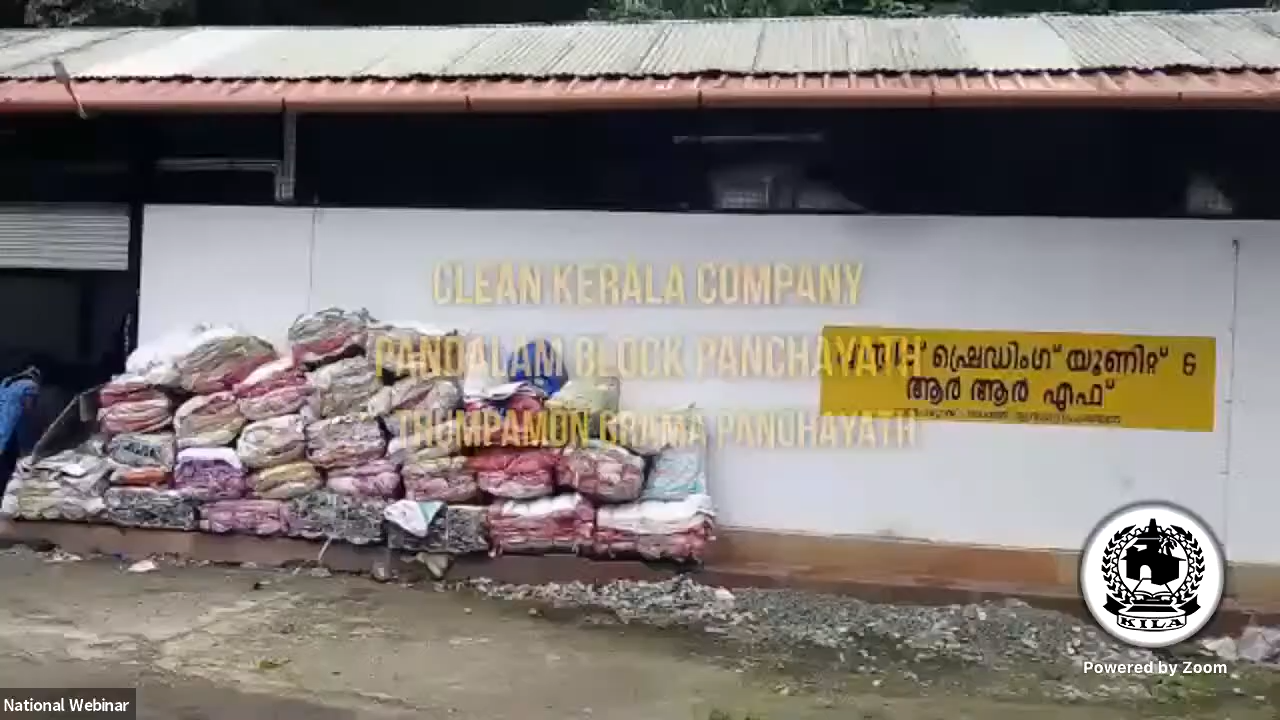 CLEAN KERALA COMPANY
PANDALAM BLOCK PANCHAYATH
THUMPAMON GRAMA PANCHAYATH
ഷ്രെഡിംഗ് യൂണിറ്റ് &
ആർ ആർ എഫ്
KILA
Powered by Zoom
National Webinar